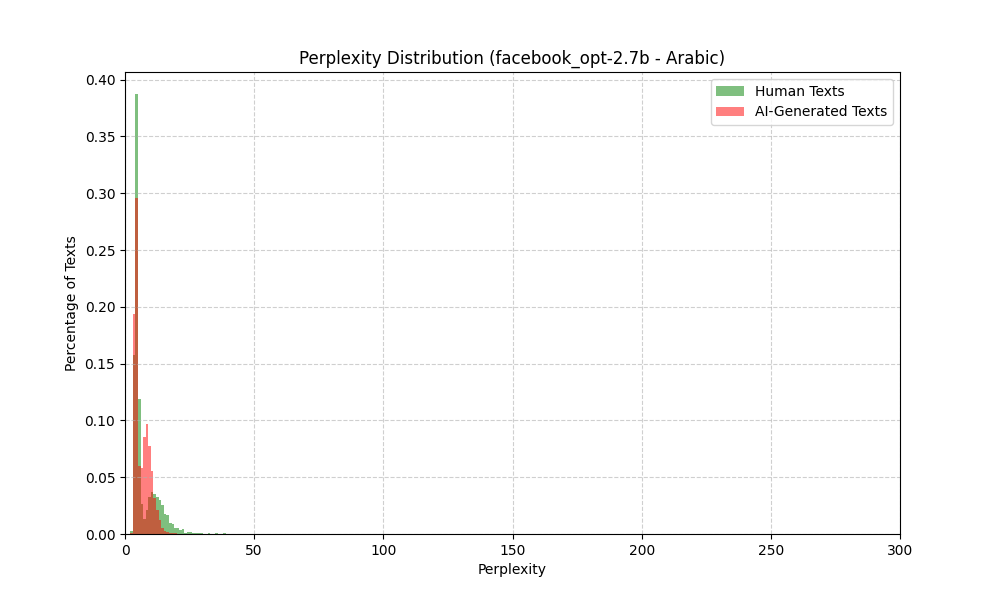 Perplexity Distribution (facebook_opt-2.7b - Arabic)
Human Texts
AI-Generated Texts
0.40
0.35
0.30
0.25
0.20
0.15
0.10
0.05
0.00
Percentage of Texts
0 50 100 150 200 250 300
Perplexity